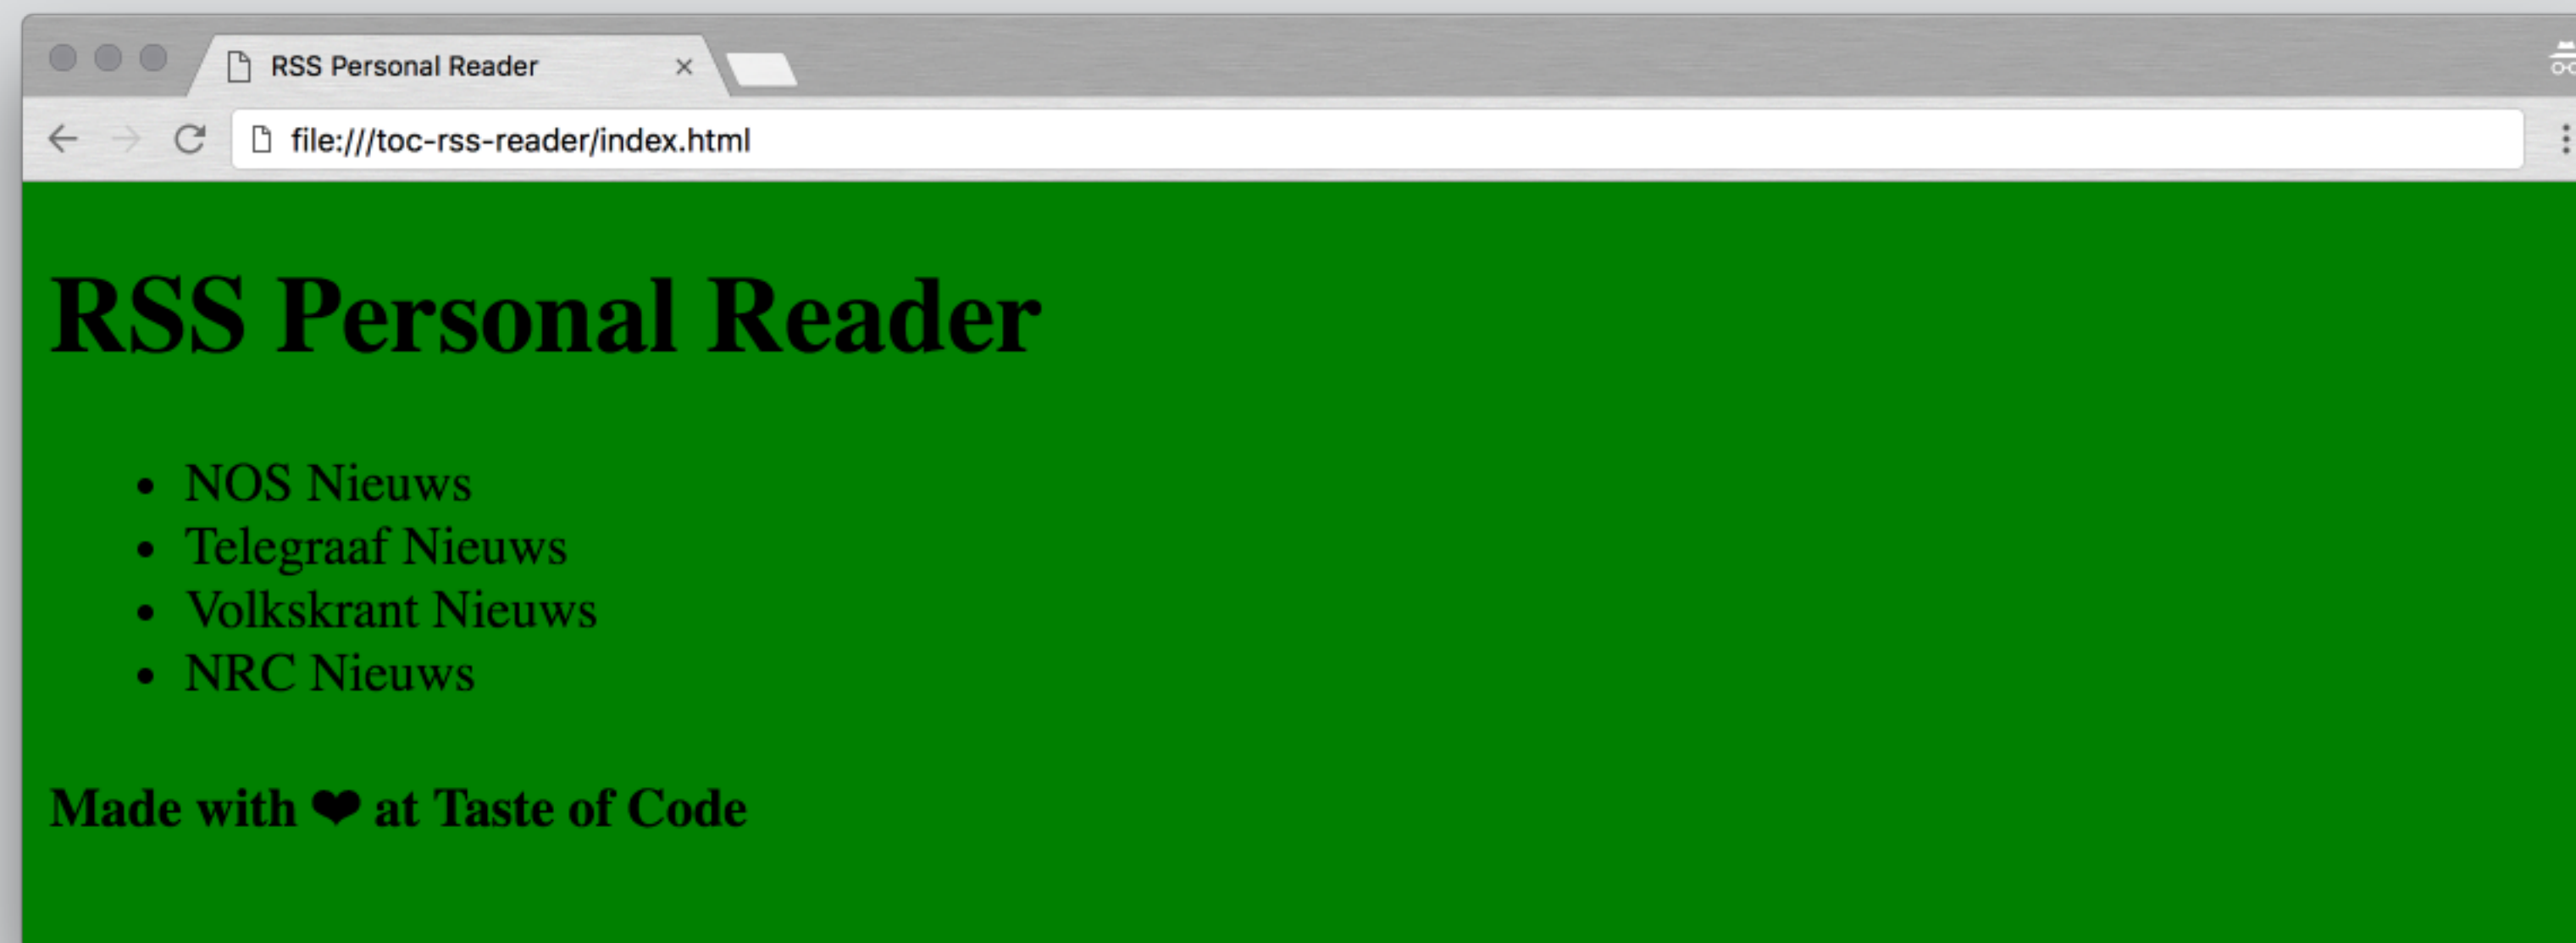 RSS Personal Reader
file:///toc-rss-reader/index.html
RSS Personal Reader
• NOS Nieuws
• Telegraaf Nieuws
• Volkskrant Nieuws
• NRC Nieuws
Made with ❤ at Taste of Code